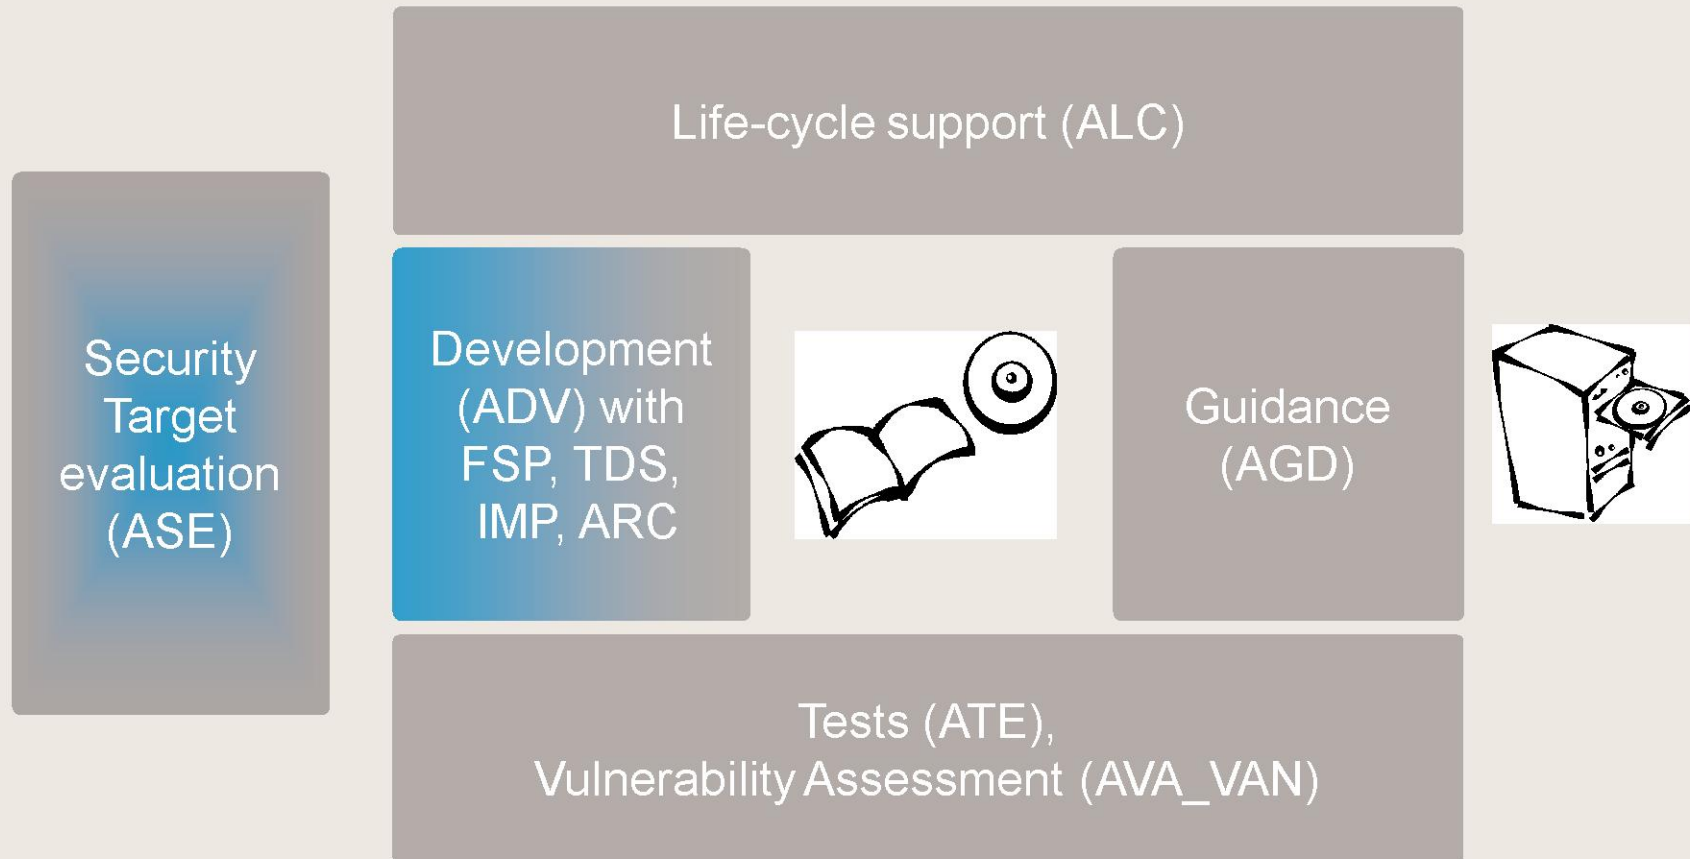 Life-cycle support (ALC)
Security
Target
evaluation
(ASE)
Development
(ADV) with
FSP, TDS,
IMP, ARC
Guidance
(AGD)
Tests (ATE),
Vulnerability Assessment (AVA_VAN)